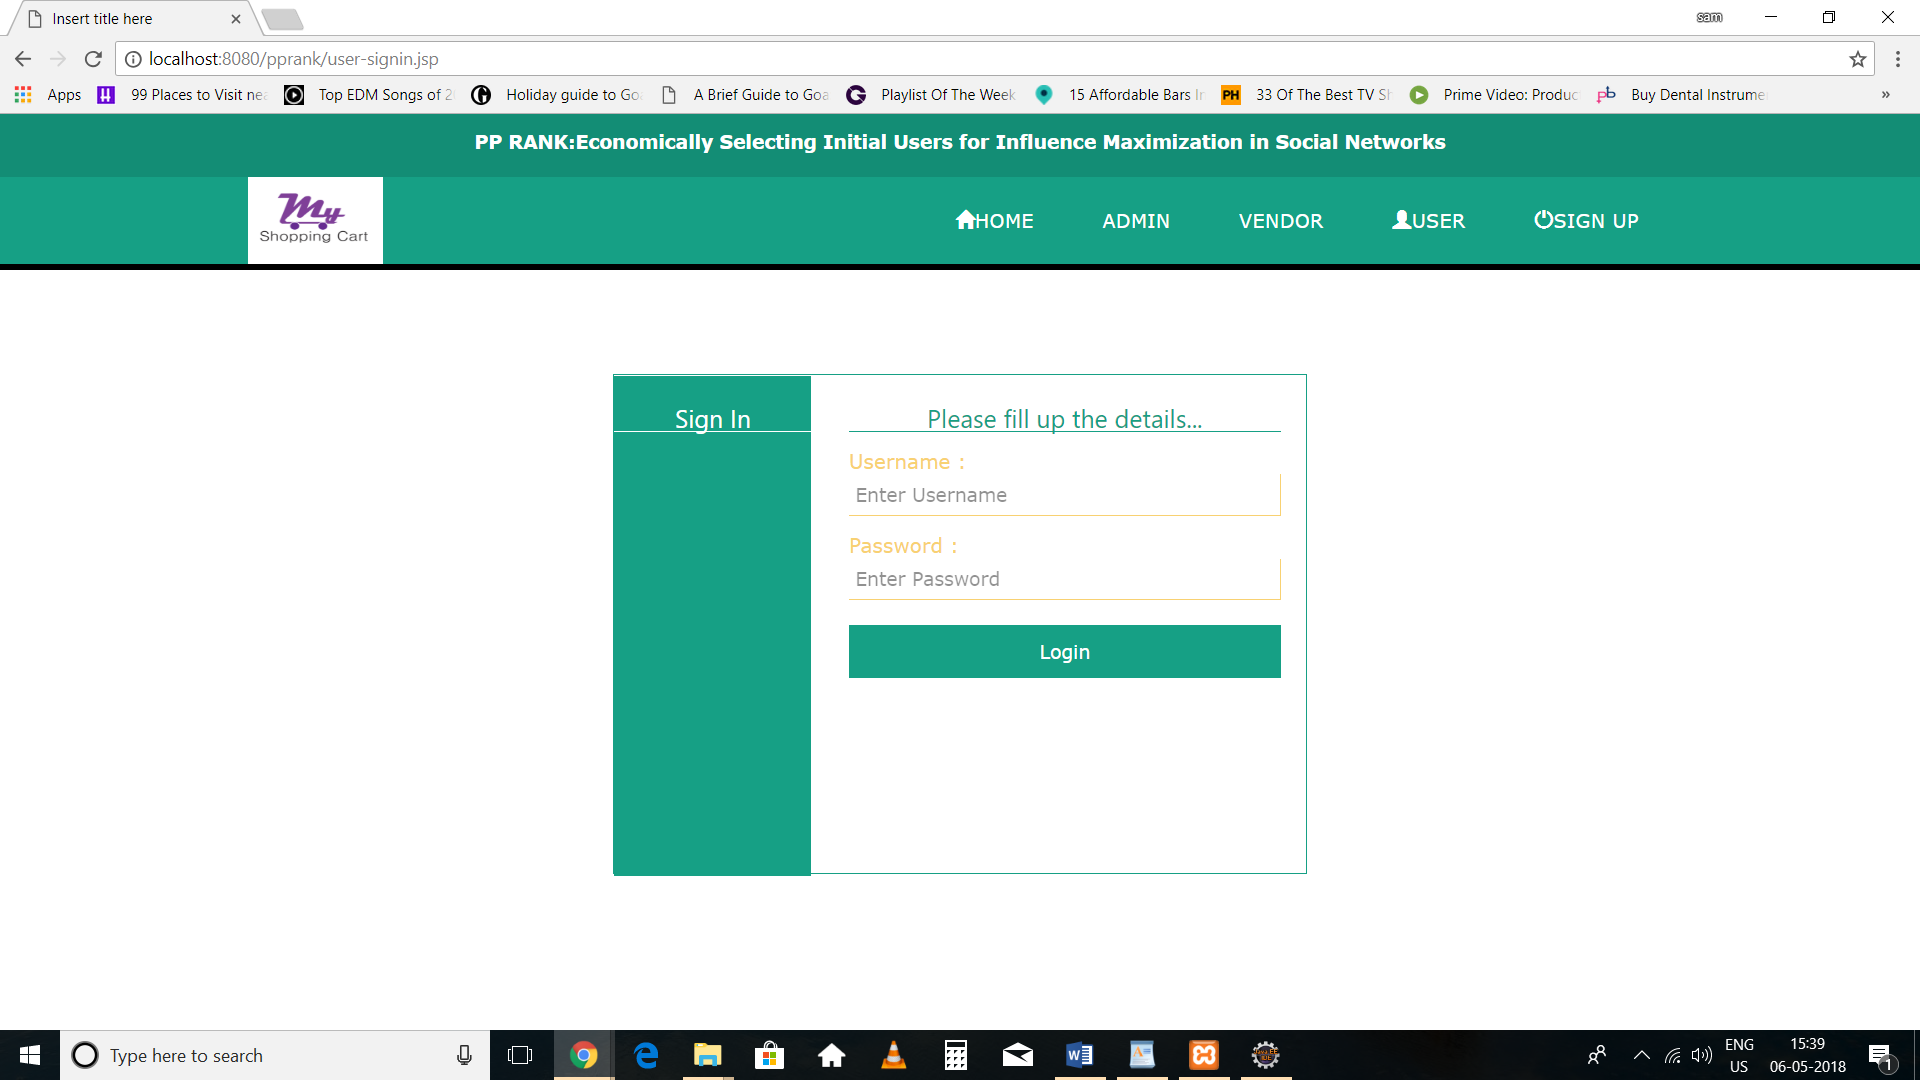 Insert title here
sam
localhost:8080/pprank/user-signin.jsp
Apps 99 Places to Visit nea Top EDM Songs of 2 Holiday guide to Go A Brief Guide to Goa Playlist Of The Week 15 Affordable Bars In PH 33 Of The Best TV Sh Prime Video: Produc Buy Dental Instrume »
PP RANK:Economically Selecting Initial Users for Influence Maximization in Social Networks
My
Shopping Cart
HOME ADMIN VENDOR USER SIGN UP
Sign In
Please fill up the details...
Username :
Enter Username
Password :
Enter Password
Login
Type here to search
ENG
US
15:39
06-05-2018
1